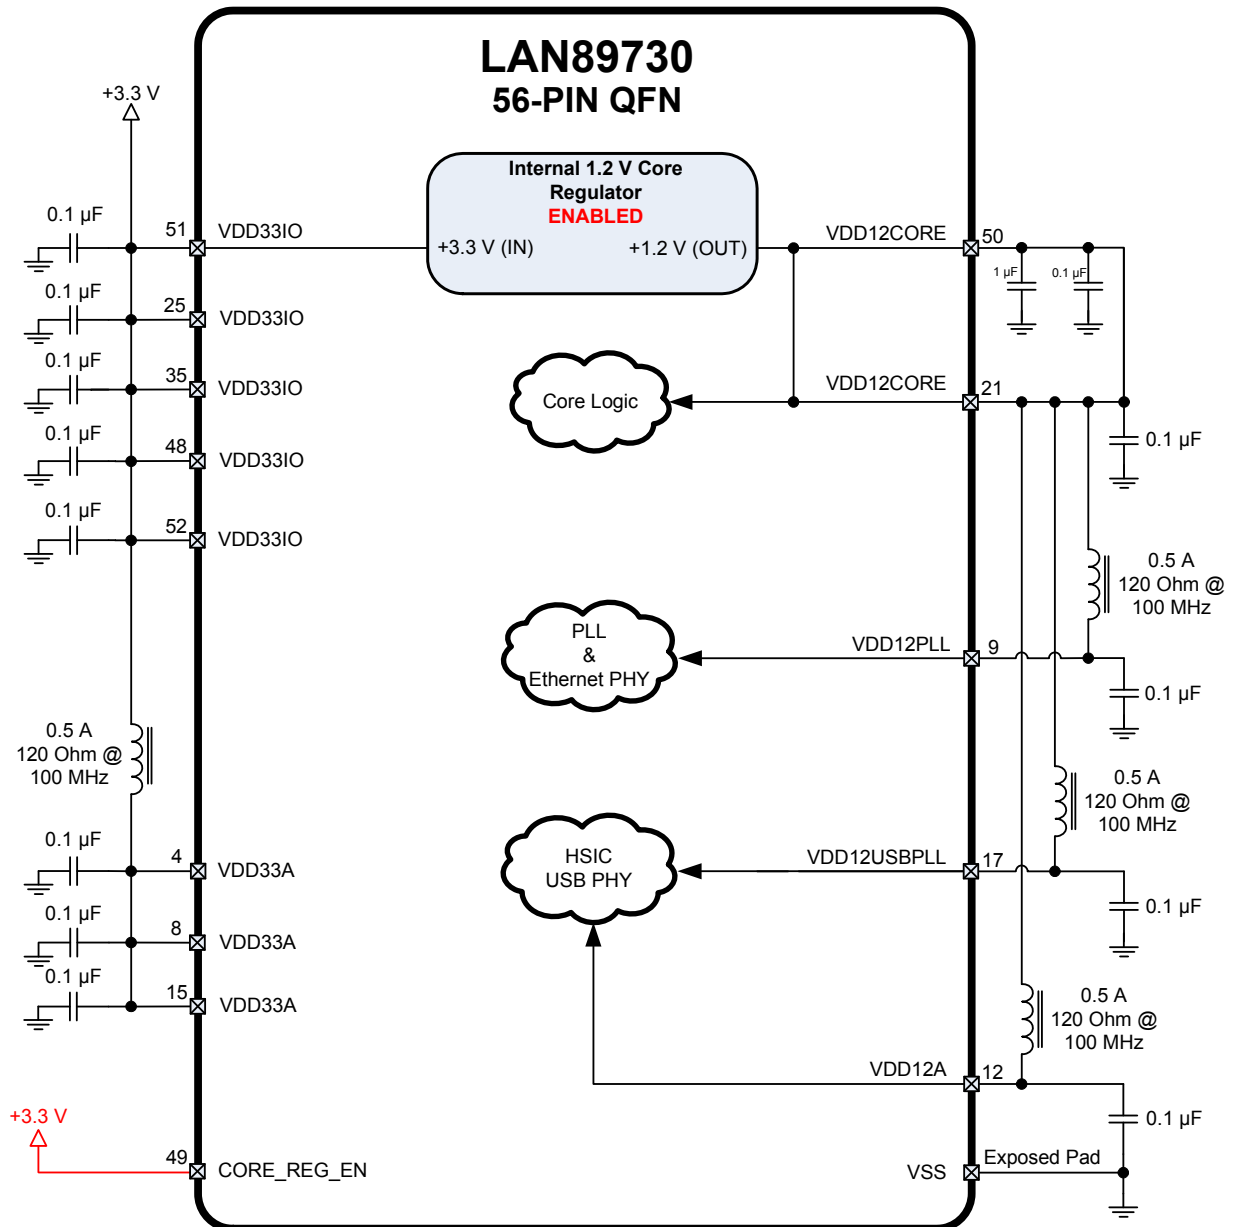 LAN89730
56-PIN QFN
+3.3 V
Internal 1.2 V Core
Regulator
ENABLED
+3.3 V (IN)
+1.2 V (OUT)
0.1 µF
51
VDD33IO
VDD12CORE
50
1 µF
0.1 µF
0.1 µF
25
VDD33IO
0.1 µF
35
VDD33IO
Core Logic
VDD12CORE
21
0.1 µF
0.1 µF
48
VDD33IO
0.1 µF
52
VDD33IO
0.5 A
120 Ohm @
100 MHz
PLL
&
Ethernet PHY
VDD12PLL
9
0.1 µF
0.5 A
120 Ohm @
100 MHz
0.5 A
120 Ohm @
100 MHz
0.1 µF
4
VDD33A
HSIC
USB PHY
VDD12USBPLL
17
0.1 µF
0.1 µF
8
VDD33A
0.1 µF
15
VDD33A
0.5 A
120 Ohm @
100 MHz
VDD12A
12
0.1 µF
+3.3 V
49
CORE_REG_EN
VSS
Exposed Pad